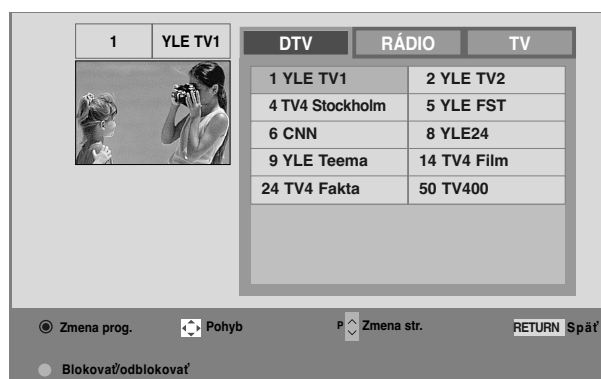 1 YLE TV1
DTV RÁDIO TV
1 YLE TV1 2 YLE TV2
4 TV4 Stockholm 5 YLE FST
6 CNN 8 YLE24
9 YLE Teema 14 TV4 Film
24 TV4 Fakta 50 TV400
Zmena prog. Pohyb P Zmena str. RETURN Späť
Blokovať/odblokovať